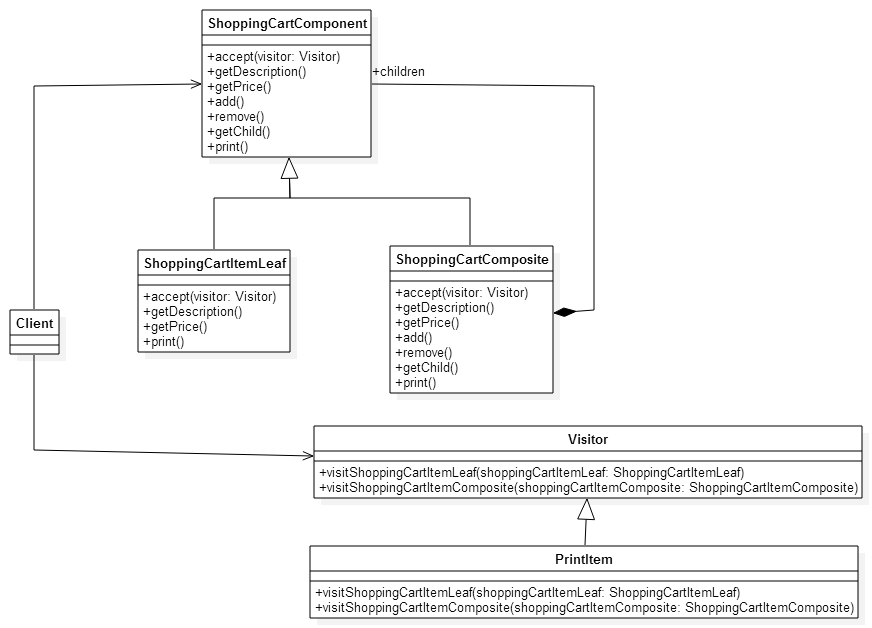 ShoppingCartComponent
+accept(visitor: Visitor)
+getDescription()
+getPrice()
+add()
+remove()
+getChild()
+print()
+children
ShoppingCartItemLeaf
+accept(visitor: Visitor)
+getDescription()
+getPrice()
+print()
ShoppingCartComposite
+accept(visitor: Visitor)
+getDescription()
+getPrice()
+add()
+remove()
+getChild()
+print()
Client
Visitor
+visitShoppingCartItemLeaf(shoppingCartItemLeaf: ShoppingCartItemLeaf)
+visitShoppingCartItemComposite(shoppingCartItemComposite: ShoppingCartItemComposite)
PrintItem
+visitShoppingCartItemLeaf(shoppingCartItemLeaf: ShoppingCartItemLeaf)
+visitShoppingCartItemComposite(shoppingCartItemComposite: ShoppingCartItemComposite)